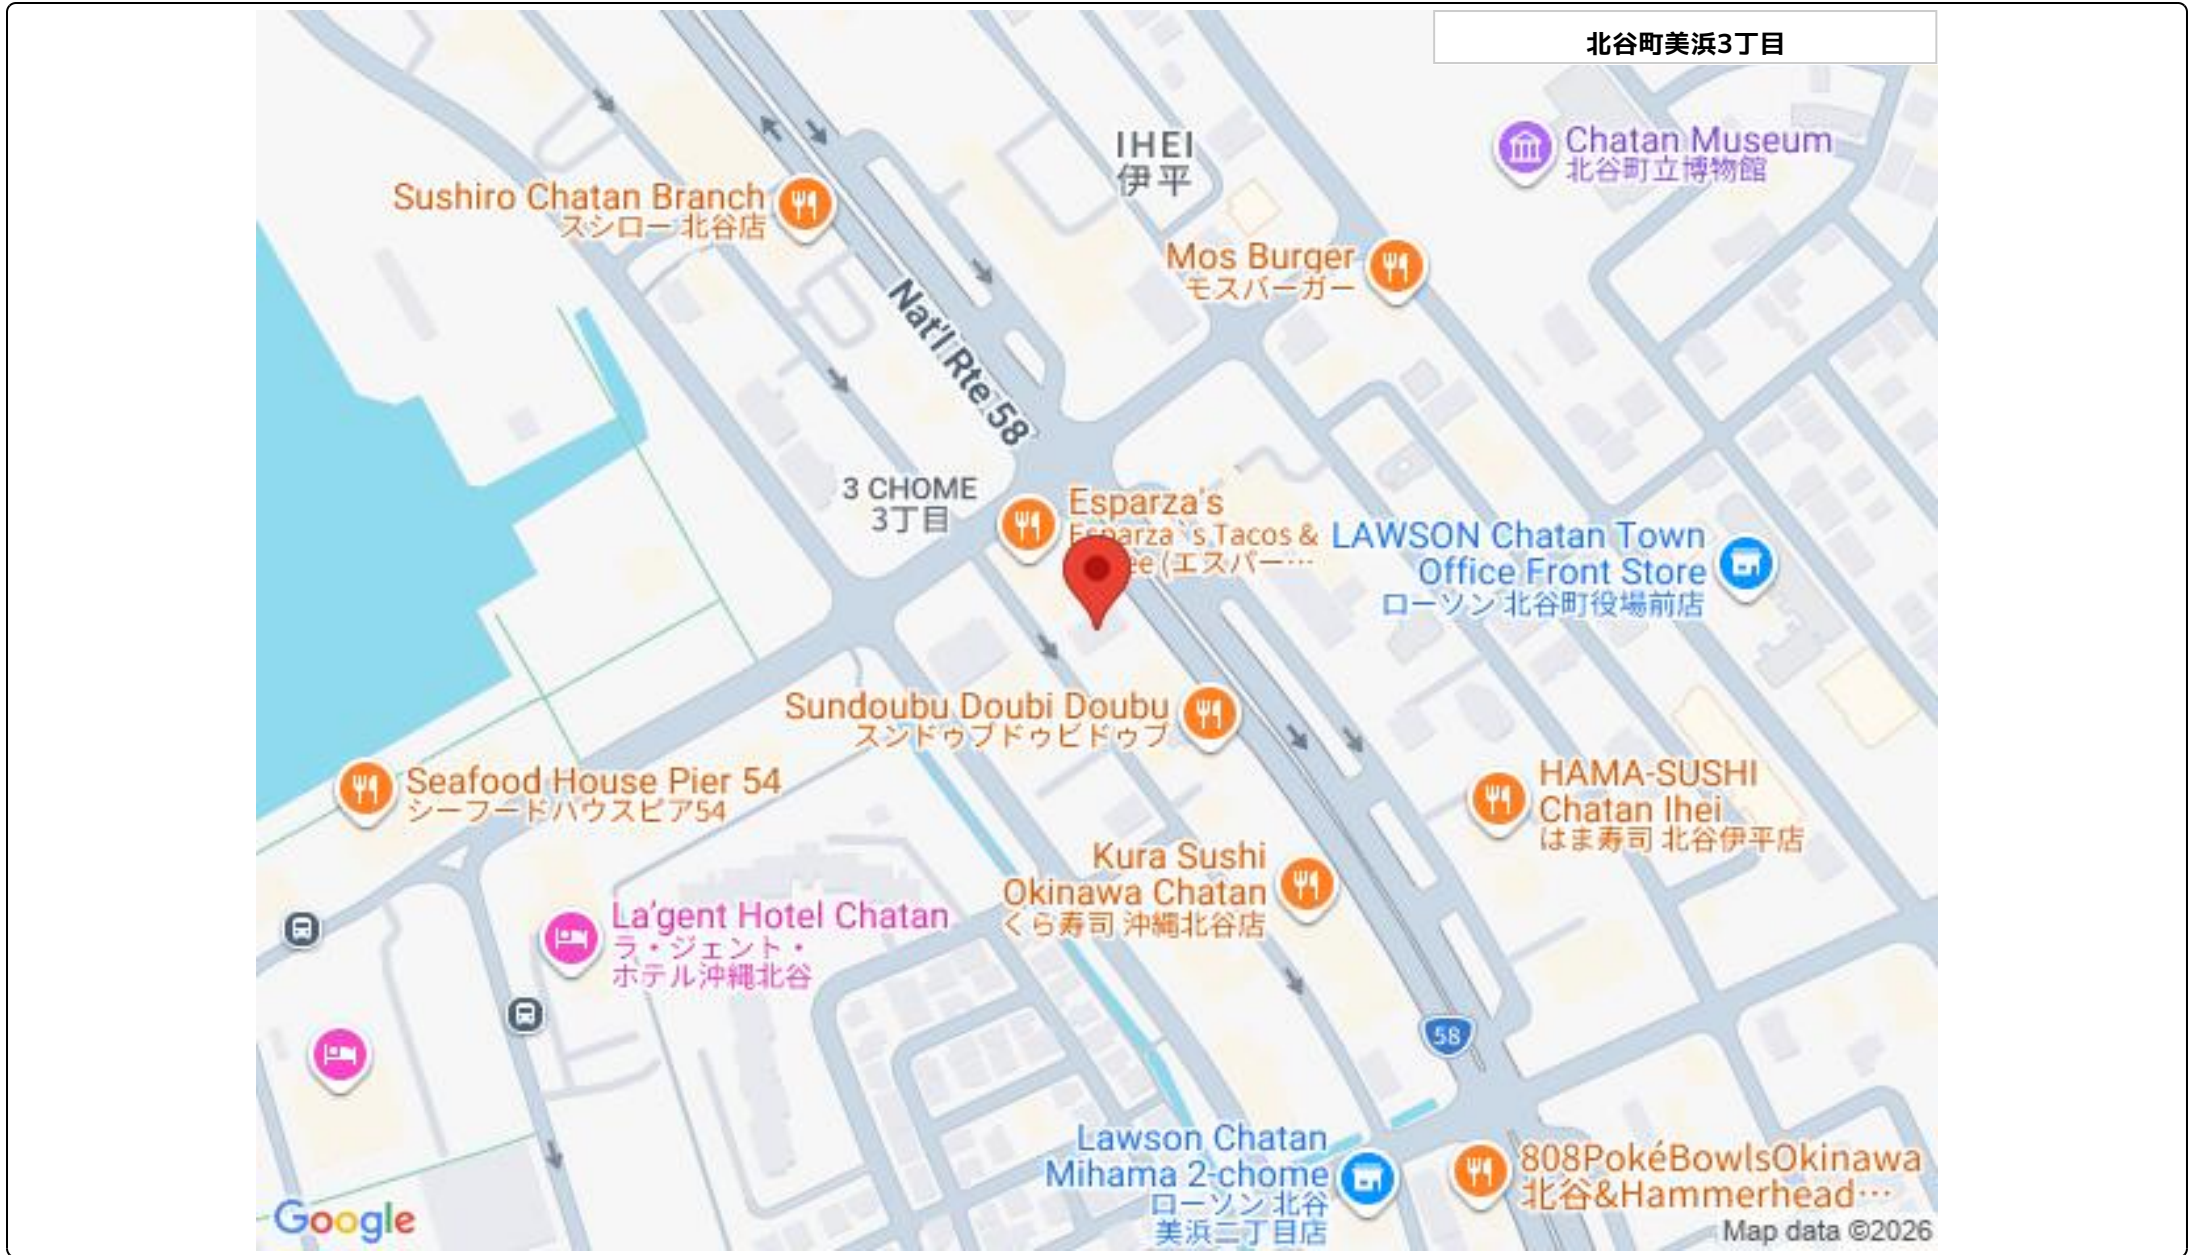 北谷町美浜3丁目
IHEI
伊平
Chatan Museum
北谷町立博物館
Sushiro Chatan Branch
スシロー 北谷店
Mos Burger
モスバーガー
Nat'l Rte 58
3 CHOME
3丁目
Esparza's
Esparza`s Tacos &
ee (エスパー…
LAWSON Chatan Town
Office Front Store
ローソン 北谷町役場前店
Sundoubu Doubi Doubu
スンドゥブドゥビドゥブ
Seafood House Pier 54
シーフードハウスピア54
HAMA-SUSHI
Chatan Ihei
はま寿司 北谷伊平店
Kura Sushi
Okinawa Chatan
くら寿司 沖縄北谷店
La'gent Hotel Chatan
ラ・ジェント・
ホテル沖縄北谷
58
Lawson Chatan
Mihama 2-chome
ローソン 北谷
美浜二丁目店
808PokéBowlsOkinawa
北谷&Hammerhead…
Google
Map data ©2026